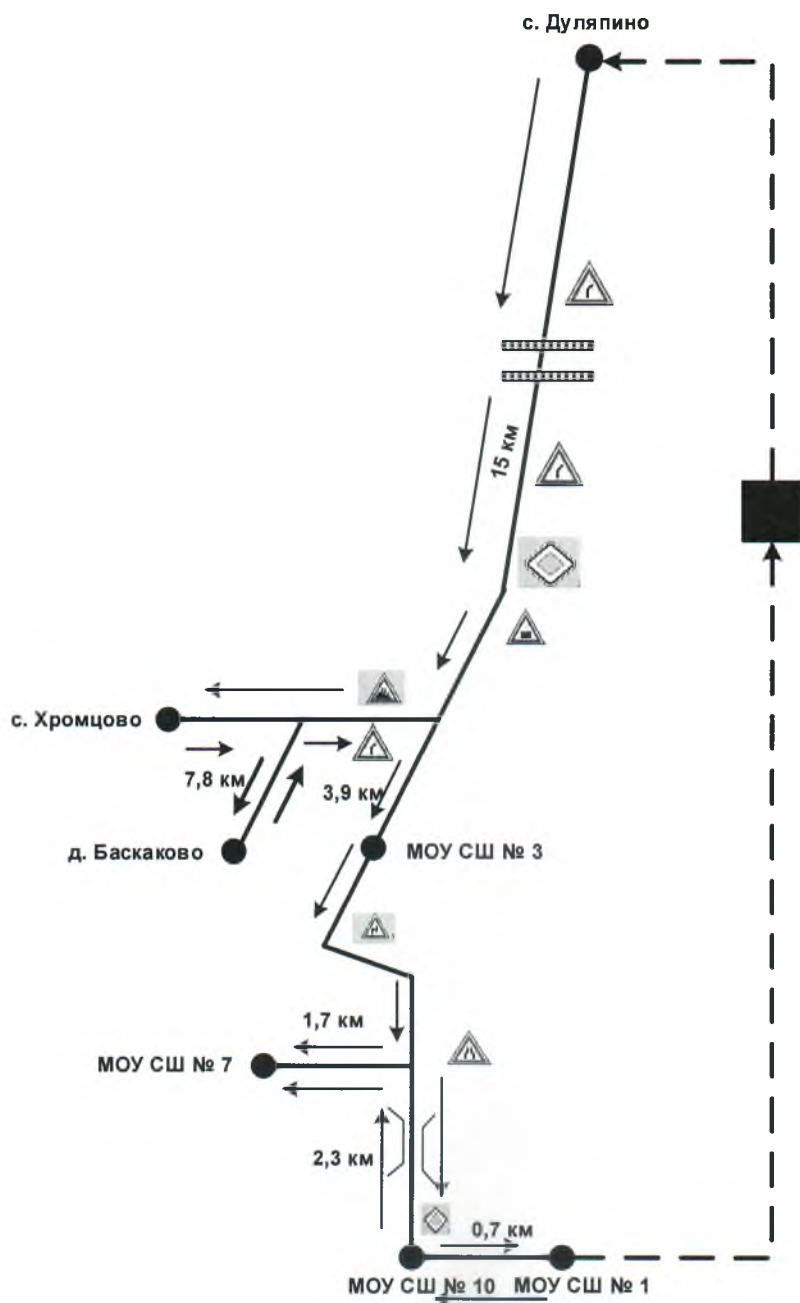 с. Дуляпино
15 км
с. Хромцово
7,8 км
3,9 км
д. Баскаково
МОУ СШ № 3
1,7 км
МОУ СШ № 7
2,3 км
0,7 км
МОУ СШ № 10 МОУ СШ № 1